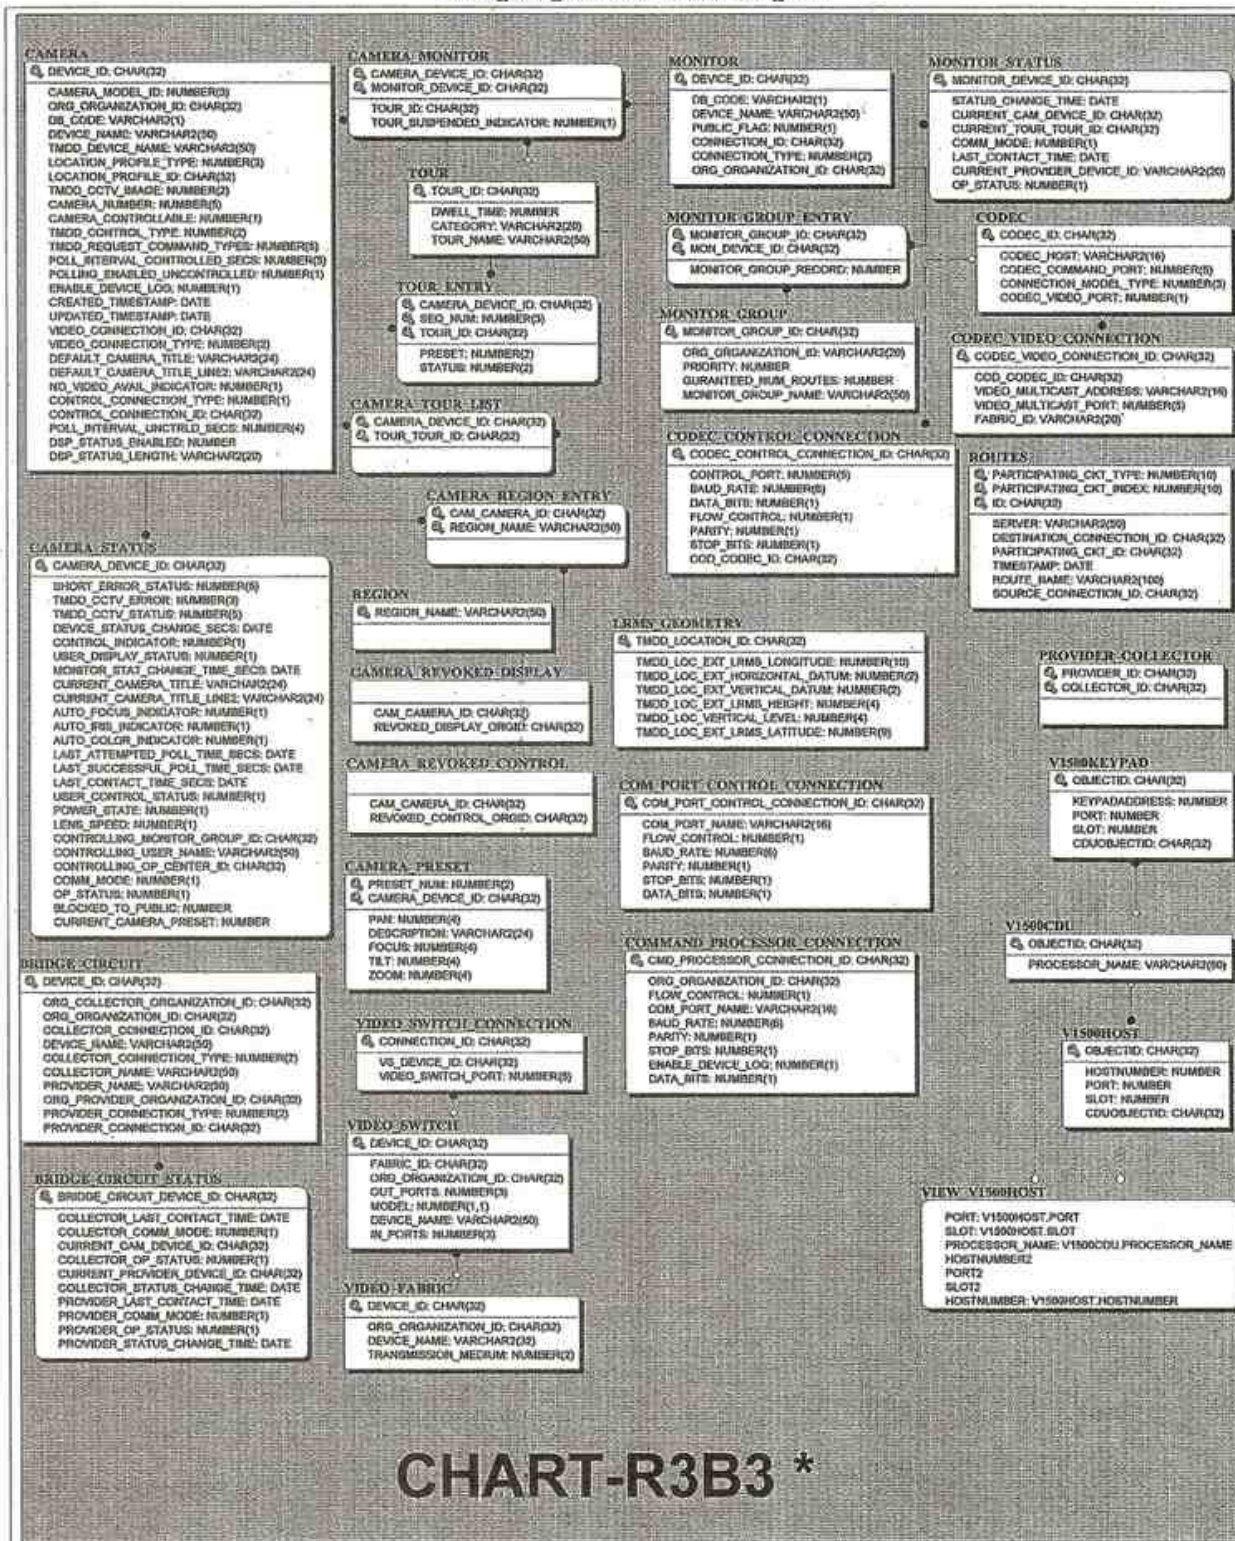 CAMERA
DEVICE_ID: CHAR(32)
CAMERA_MODEL_ID: NUMBER(3)
ORG_ORGANIZATION_ID: CHAR(32)
DB_CODE: VARCHAR2(1)
DEVICE_NAME: VARCHAR2(50)
TMDD_DEVICE_NAME: VARCHAR2(50)
LOCATION_PROFILE_TYPE: NUMBER(3)
LOCATION_PROFILE_ID: CHAR(32)
TMDD_CCTV_IMAGE: NUMBER(2)
CAMERA_NUMBER: NUMBER(5)
CAMERA_CONTROLLABLE: NUMBER(1)
TMDD_CONTROL_TYPE: NUMBER(2)
TMDD_REQUEST_COMMAND_TYPES: NUMBER(5)
POLL_INTERVAL_CONTROLLED_SECS: NUMBER(5)
POLLING_ENABLED_UNCONTROLLED: NUMBER(1)
ENABLE_DEVICE_LOG: NUMBER(1)
CREATED_TIMESTAMP: DATE
UPDATED_TIMESTAMP: DATE
VIDEO_CONNECTION_ID: CHAR(32)
VIDEO_CONNECTION_TYPE: NUMBER(2)
DEFAULT_CAMERA_TITLE: VARCHAR2(24)
DEFAULT_CAMERA_TITLE_LINE2: VARCHAR2(24)
NO_VIDEO_AVAIL_INDICATOR: NUMBER(1)
CONTROL_CONNECTION_TYPE: NUMBER(1)
CONTROL_CONNECTION_ID: CHAR(32)
POLL_INTERVAL_UNCTRLD_SECS: NUMBER(4)
DSP_STATUS_ENABLED: NUMBER
DSP_STATUS_LENGTH: VARCHAR2(20)
CAMERA_STATUS
CAMERA_DEVICE_ID: CHAR(32)
SHORT_ERROR_STATUS: NUMBER(5)
TMDD_CCTV_ERROR: NUMBER(3)
TMDD_CCTV_STATUS: NUMBER(5)
DEVICE_STATUS_CHANGE_SECS: DATE
CONTROL_INDICATOR: NUMBER(1)
USER_DISPLAY_STATUS: NUMBER(1)
MONITOR_STAT_CHANGE_TIME_SECS: DATE
CURRENT_CAMERA_TITLE: VARCHAR2(24)
CURRENT_CAMERA_TITLE_LINE2: VARCHAR2(24)
AUTO_FOCUS_INDICATOR: NUMBER(1)
AUTO_IRIS_INDICATOR: NUMBER(1)
AUTO_COLOR_INDICATOR: NUMBER(1)
LAST_ATTEMPTED_POLL_TIME_SECS: DATE
LAST_SUCCESSFUL_POLL_TIME_SECS: DATE
LAST_CONTACT_TIME_SECS: DATE
USER_CONTROL_STATUS: NUMBER(1)
POWER_STATE: NUMBER(1)
LENS_SPEED: NUMBER(1)
CONTROLLING_MONITOR_GROUP_ID: CHAR(32)
CONTROLLING_USER_NAME: VARCHAR2(50)
CONTROLLING_OP_CENTER_ID: CHAR(32)
COMM_MODE: NUMBER(1)
OP_STATUS: NUMBER(1)
BLOCKED_TO_PUBLIC: NUMBER
CURRENT_CAMERA_PRESET: NUMBER
BRIDGE_CIRCUIT
DEVICE_ID: CHAR(32)
ORG_COLLECTOR_ORGANIZATION_ID: CHAR(32)
ORG_ORGANIZATION_ID: CHAR(32)
COLLECTOR_CONNECTION_ID: CHAR(32)
DEVICE_NAME: VARCHAR2(50)
COLLECTOR_CONNECTION_TYPE: NUMBER(2)
COLLECTOR_NAME: VARCHAR2(50)
PROVIDER_NAME: VARCHAR2(50)
ORG_PROVIDER_ORGANIZATION_ID: CHAR(32)
PROVIDER_CONNECTION_TYPE: NUMBER(2)
PROVIDER_CONNECTION_ID: CHAR(32)
BRIDGE_CIRCUIT_STATUS
BRIDGE_CIRCUIT_DEVICE_ID: CHAR(32)
COLLECTOR_LAST_CONTACT_TIME: DATE
COLLECTOR_COMM_MODE: NUMBER(1)
CURRENT_CAM_DEVICE_ID: CHAR(32)
COLLECTOR_OP_STATUS: NUMBER(1)
CURRENT_PROVIDER_DEVICE_ID: CHAR(32)
COLLECTOR_STATUS_CHANGE_TIME: DATE
PROVIDER_LAST_CONTACT_TIME: DATE
PROVIDER_COMM_MODE: NUMBER(1)
PROVIDER_OP_STATUS: NUMBER(1)
PROVIDER_STATUS_CHANGE_TIME: DATE
CAMERA_MONITOR
CAMERA_DEVICE_ID: CHAR(32)
MONITOR_DEVICE_ID: CHAR(32)
TOUR_ID: CHAR(32)
TOUR_SUSPENDED_INDICATOR: NUMBER(1)
TOUR
TOUR_ID: CHAR(32)
DWELL_TIME: NUMBER
CATEGORY: VARCHAR2(20)
TOUR_NAME: VARCHAR2(50)
TOUR_ENTRY
CAMERA_DEVICE_ID: CHAR(32)
SEQ_NUM: NUMBER(3)
TOUR_ID: CHAR(32)
PRESET: NUMBER(2)
STATUS: NUMBER(2)
CAMERA_TOUR_LIST
CAMERA_DEVICE_ID: CHAR(32)
TOUR_TOUR_ID: CHAR(32)
CAMERA_REGION_ENTRY
CAM_CAMERA_ID: CHAR(32)
REGION_NAME: VARCHAR2(50)
REGION
REGION_NAME: VARCHAR2(50)
CAMERA_REVOKED_DISPLAY
CAM_CAMERA_ID: CHAR(32)
REVOKED_DISPLAY_ORGID: CHAR(32)
CAMERA_REVOKED_CONTROL
CAM_CAMERA_ID: CHAR(32)
REVOKED_CONTROL_ORGID: CHAR(32)
CAMERA_PRESET
PRESET_NUM: NUMBER(2)
CAMERA_DEVICE_ID: CHAR(32)
PAN: NUMBER(4)
DESCRIPTION: VARCHAR2(24)
FOCUS: NUMBER(4)
TILT: NUMBER(4)
ZOOM: NUMBER(4)
VIDEO_SWITCH_CONNECTION
CONNECTION_ID: CHAR(32)
VS_DEVICE_ID: CHAR(32)
VIDEO_SWITCH_PORT: NUMBER(5)
VIDEO_SWITCH
DEVICE_ID: CHAR(32)
FABRIC_ID: CHAR(32)
ORG_ORGANIZATION_ID: CHAR(32)
OUT_PORTS: NUMBER(3)
MODEL: NUMBER(1,1)
DEVICE_NAME: VARCHAR2(50)
IN_PORTS: NUMBER(3)
VIDEO_FABRIC
DEVICE_ID: CHAR(32)
ORG_ORGANIZATION_ID: CHAR(32)
DEVICE_NAME: VARCHAR2(32)
TRANSMISSION_MEDIUM: NUMBER(2)
MONITOR
DEVICE_ID: CHAR(32)
DB_CODE: VARCHAR2(1)
DEVICE_NAME: VARCHAR2(50)
PUBLIC_FLAG: NUMBER(1)
CONNECTION_ID: CHAR(32)
CONNECTION_TYPE: NUMBER(2)
ORG_ORGANIZATION_ID: CHAR(32)
MONITOR_GROUP_ENTRY
MONITOR_GROUP_ID: CHAR(32)
MON_DEVICE_ID: CHAR(32)
MONITOR_GROUP_RECORD: NUMBER
MONITOR_GROUP
MONITOR_GROUP_ID: CHAR(32)
ORG_ORGANIZATION_ID: VARCHAR2(20)
PRIORITY: NUMBER
GURANTEED_NUM_ROUTES: NUMBER
MONITOR_GROUP_NAME: VARCHAR2(50)
CODEC_CONTROL_CONNECTION
CODEC_CONTROL_CONNECTION_ID: CHAR(32)
CONTROL_PORT: NUMBER(5)
BAUD_RATE: NUMBER(6)
DATA_BITS: NUMBER(1)
FLOW_CONTROL: NUMBER(1)
PARITY: NUMBER(1)
STOP_BITS: NUMBER(1)
COD_CODEC_ID: CHAR(32)
LRMS_GEOMETRY
TMDD_LOCATION_ID: CHAR(32)
TMDD_LOC_EXT_LRMS_LONGITUDE: NUMBER(10)
TMDD_LOC_EXT_HORIZONTAL_DATUM: NUMBER(2)
TMDD_LOC_EXT_VERTICAL_DATUM: NUMBER(2)
TMDD_LOC_EXT_LRMS_HEIGHT: NUMBER(4)
TMDD_LOC_VERTICAL_LEVEL: NUMBER(4)
TMDD_LOC_EXT_LRMS_LATITUDE: NUMBER(9)
COM_PORT_CONTROL_CONNECTION
COM_PORT_CONTROL_CONNECTION_ID: CHAR(32)
COM_PORT_NAME: VARCHAR2(16)
FLOW_CONTROL: NUMBER(1)
BAUD_RATE: NUMBER(6)
PARITY: NUMBER(1)
STOP_BITS: NUMBER(1)
DATA_BITS: NUMBER(1)
COMMAND_PROCESSOR_CONNECTION
CMD_PROCESSOR_CONNECTION_ID: CHAR(32)
ORG_ORGANIZATION_ID: CHAR(32)
FLOW_CONTROL: NUMBER(1)
COM_PORT_NAME: VARCHAR2(16)
BAUD_RATE: NUMBER(6)
PARITY: NUMBER(1)
STOP_BITS: NUMBER(1)
ENABLE_DEVICE_LOG: NUMBER(1)
DATA_BITS: NUMBER(1)
MONITOR_STATUS
MONITOR_DEVICE_ID: CHAR(32)
STATUS_CHANGE_TIME: DATE
CURRENT_CAM_DEVICE_ID: CHAR(32)
CURRENT_TOUR_TOUR_ID: CHAR(32)
COMM_MODE: NUMBER(1)
LAST_CONTACT_TIME: DATE
CURRENT_PROVIDER_DEVICE_ID: VARCHAR2(20)
OP_STATUS: NUMBER(1)
CODEC
CODEC_ID: CHAR(32)
CODEC_HOST: VARCHAR2(16)
CODEC_COMMAND_PORT: NUMBER(5)
CONNECTION_MODEL_TYPE: NUMBER(3)
CODEC_VIDEO_PORT: NUMBER(1)
CODEC_VIDEO_CONNECTION
CODEC_VIDEO_CONNECTION_ID: CHAR(32)
COD_CODEC_ID: CHAR(32)
VIDEO_MULTICAST_ADDRESS: VARCHAR2(16)
VIDEO_MULTICAST_PORT: NUMBER(5)
FABRIC_ID: VARCHAR2(20)
ROUTES
PARTICIPATING_CKT_TYPE: NUMBER(10)
PARTICIPATING_CKT_INDEX: NUMBER(10)
ID: CHAR(32)
SERVER: VARCHAR2(50)
DESTINATION_CONNECTION_ID: CHAR(32)
PARTICIPATING_CKT_ID: CHAR(32)
TIMESTAMP: DATE
ROUTE_NAME: VARCHAR2(100)
SOURCE_CONNECTION_ID: CHAR(32)
PROVIDER_COLLECTOR
PROVIDER_ID: CHAR(32)
COLLECTOR_ID: CHAR(32)
V1500KEYPAD
OBJECTID: CHAR(32)
KEYPADADDRESS: NUMBER
PORT: NUMBER
SLOT: NUMBER
CDUOBJECTID: CHAR(32)
V1500CDU
OBJECTID: CHAR(32)
PROCESSOR_NAME: VARCHAR2(50)
V1500HOST
OBJECTID: CHAR(32)
HOSTNUMBER: NUMBER
PORT: NUMBER
SLOT: NUMBER
CDUOBJECTID: CHAR(32)
VIEW_V1500HOST
PORT: V1500HOST.PORT
SLOT: V1500HOST.SLOT
PROCESSOR_NAME: V1500CDU.PROCESSOR_NAME
HOSTNUMBER2
PORT2
SLOT2
HOSTNUMBER: V1500HOST.HOSTNUMBER
CHART-R3B3 *